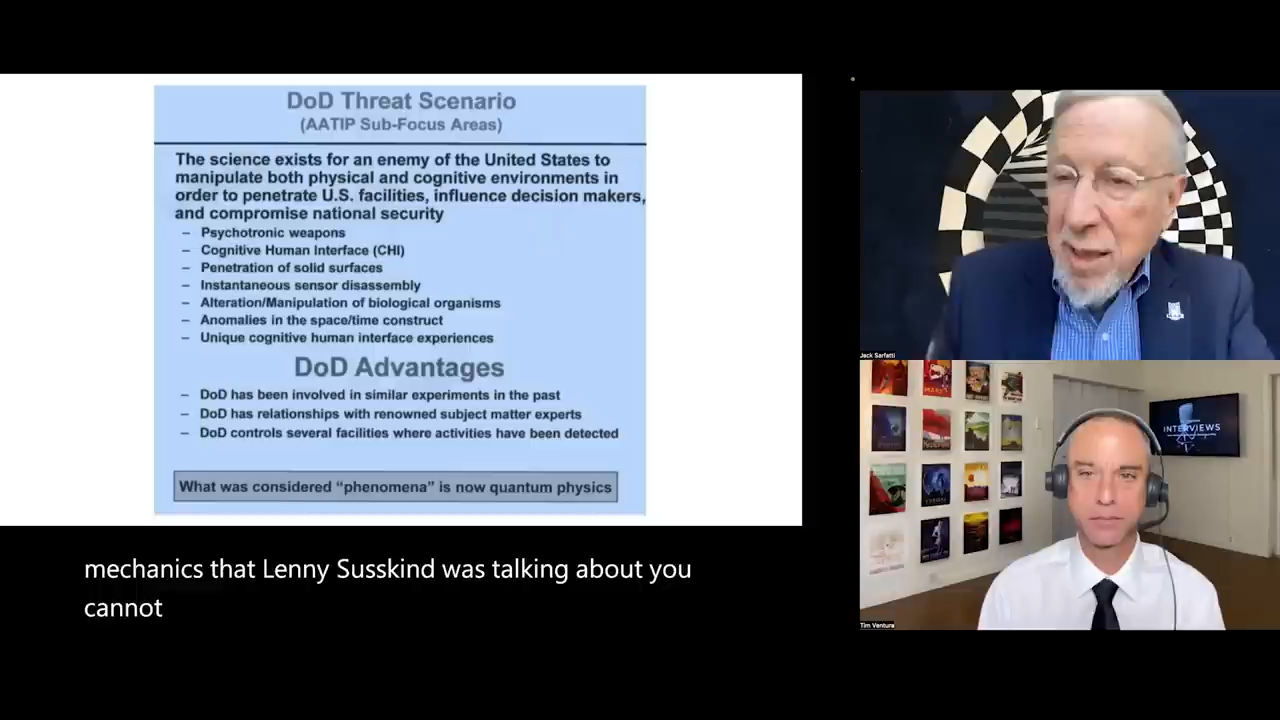 DoD Threat Scenario
(AATIP Sub-Focus Areas)
The science exists for an enemy of the United States to
manipulate both physical and cognitive environments in
order to penetrate U.S. facilities, influence decision makers,
and compromise national security
– Psychotronic weapons
– Cognitive Human Interface (CHI)
– Penetration of solid surfaces
– Instantaneous sensor disassembly
– Alteration/Manipulation of biological organisms
– Anomalies in the space/time construct
– Unique cognitive human interface experiences
DoD Advantages
– DoD has been involved in similar experiments in the past
– DoD has relationships with renowned subject matter experts
– DoD controls several facilities where activities have been detected
What was considered “phenomena” is now quantum physics
mechanics that Lenny Susskind was talking about you
cannot
Jack Sarfatti
INTERVIEWS
Tim Ventura